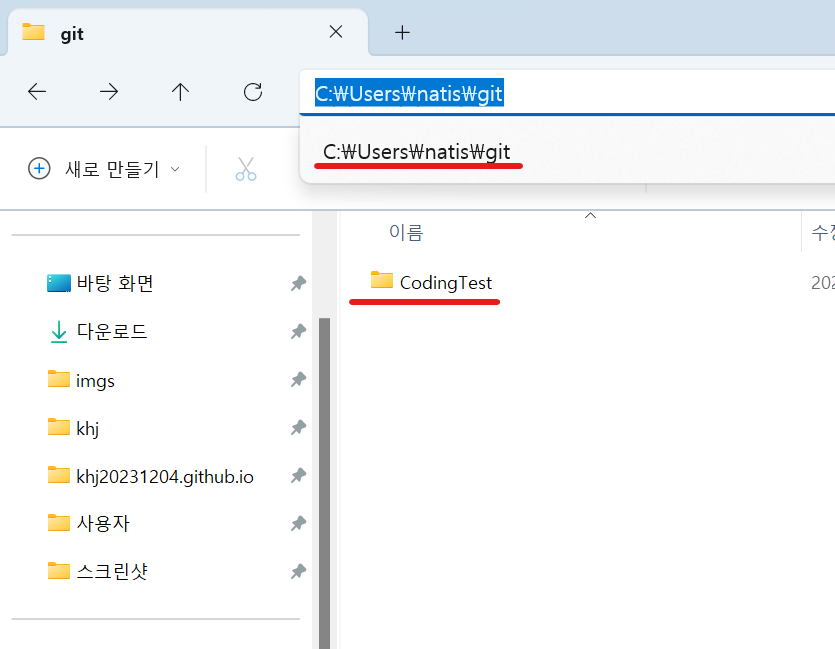 git
C:₩Users₩natis₩git
C:₩Users₩natis₩git
새로 만들기
이름
수정
CodingTest
202
바탕 화면
다운로드
imgs
khj
khj20231204.github.io
사용자
스크린샷